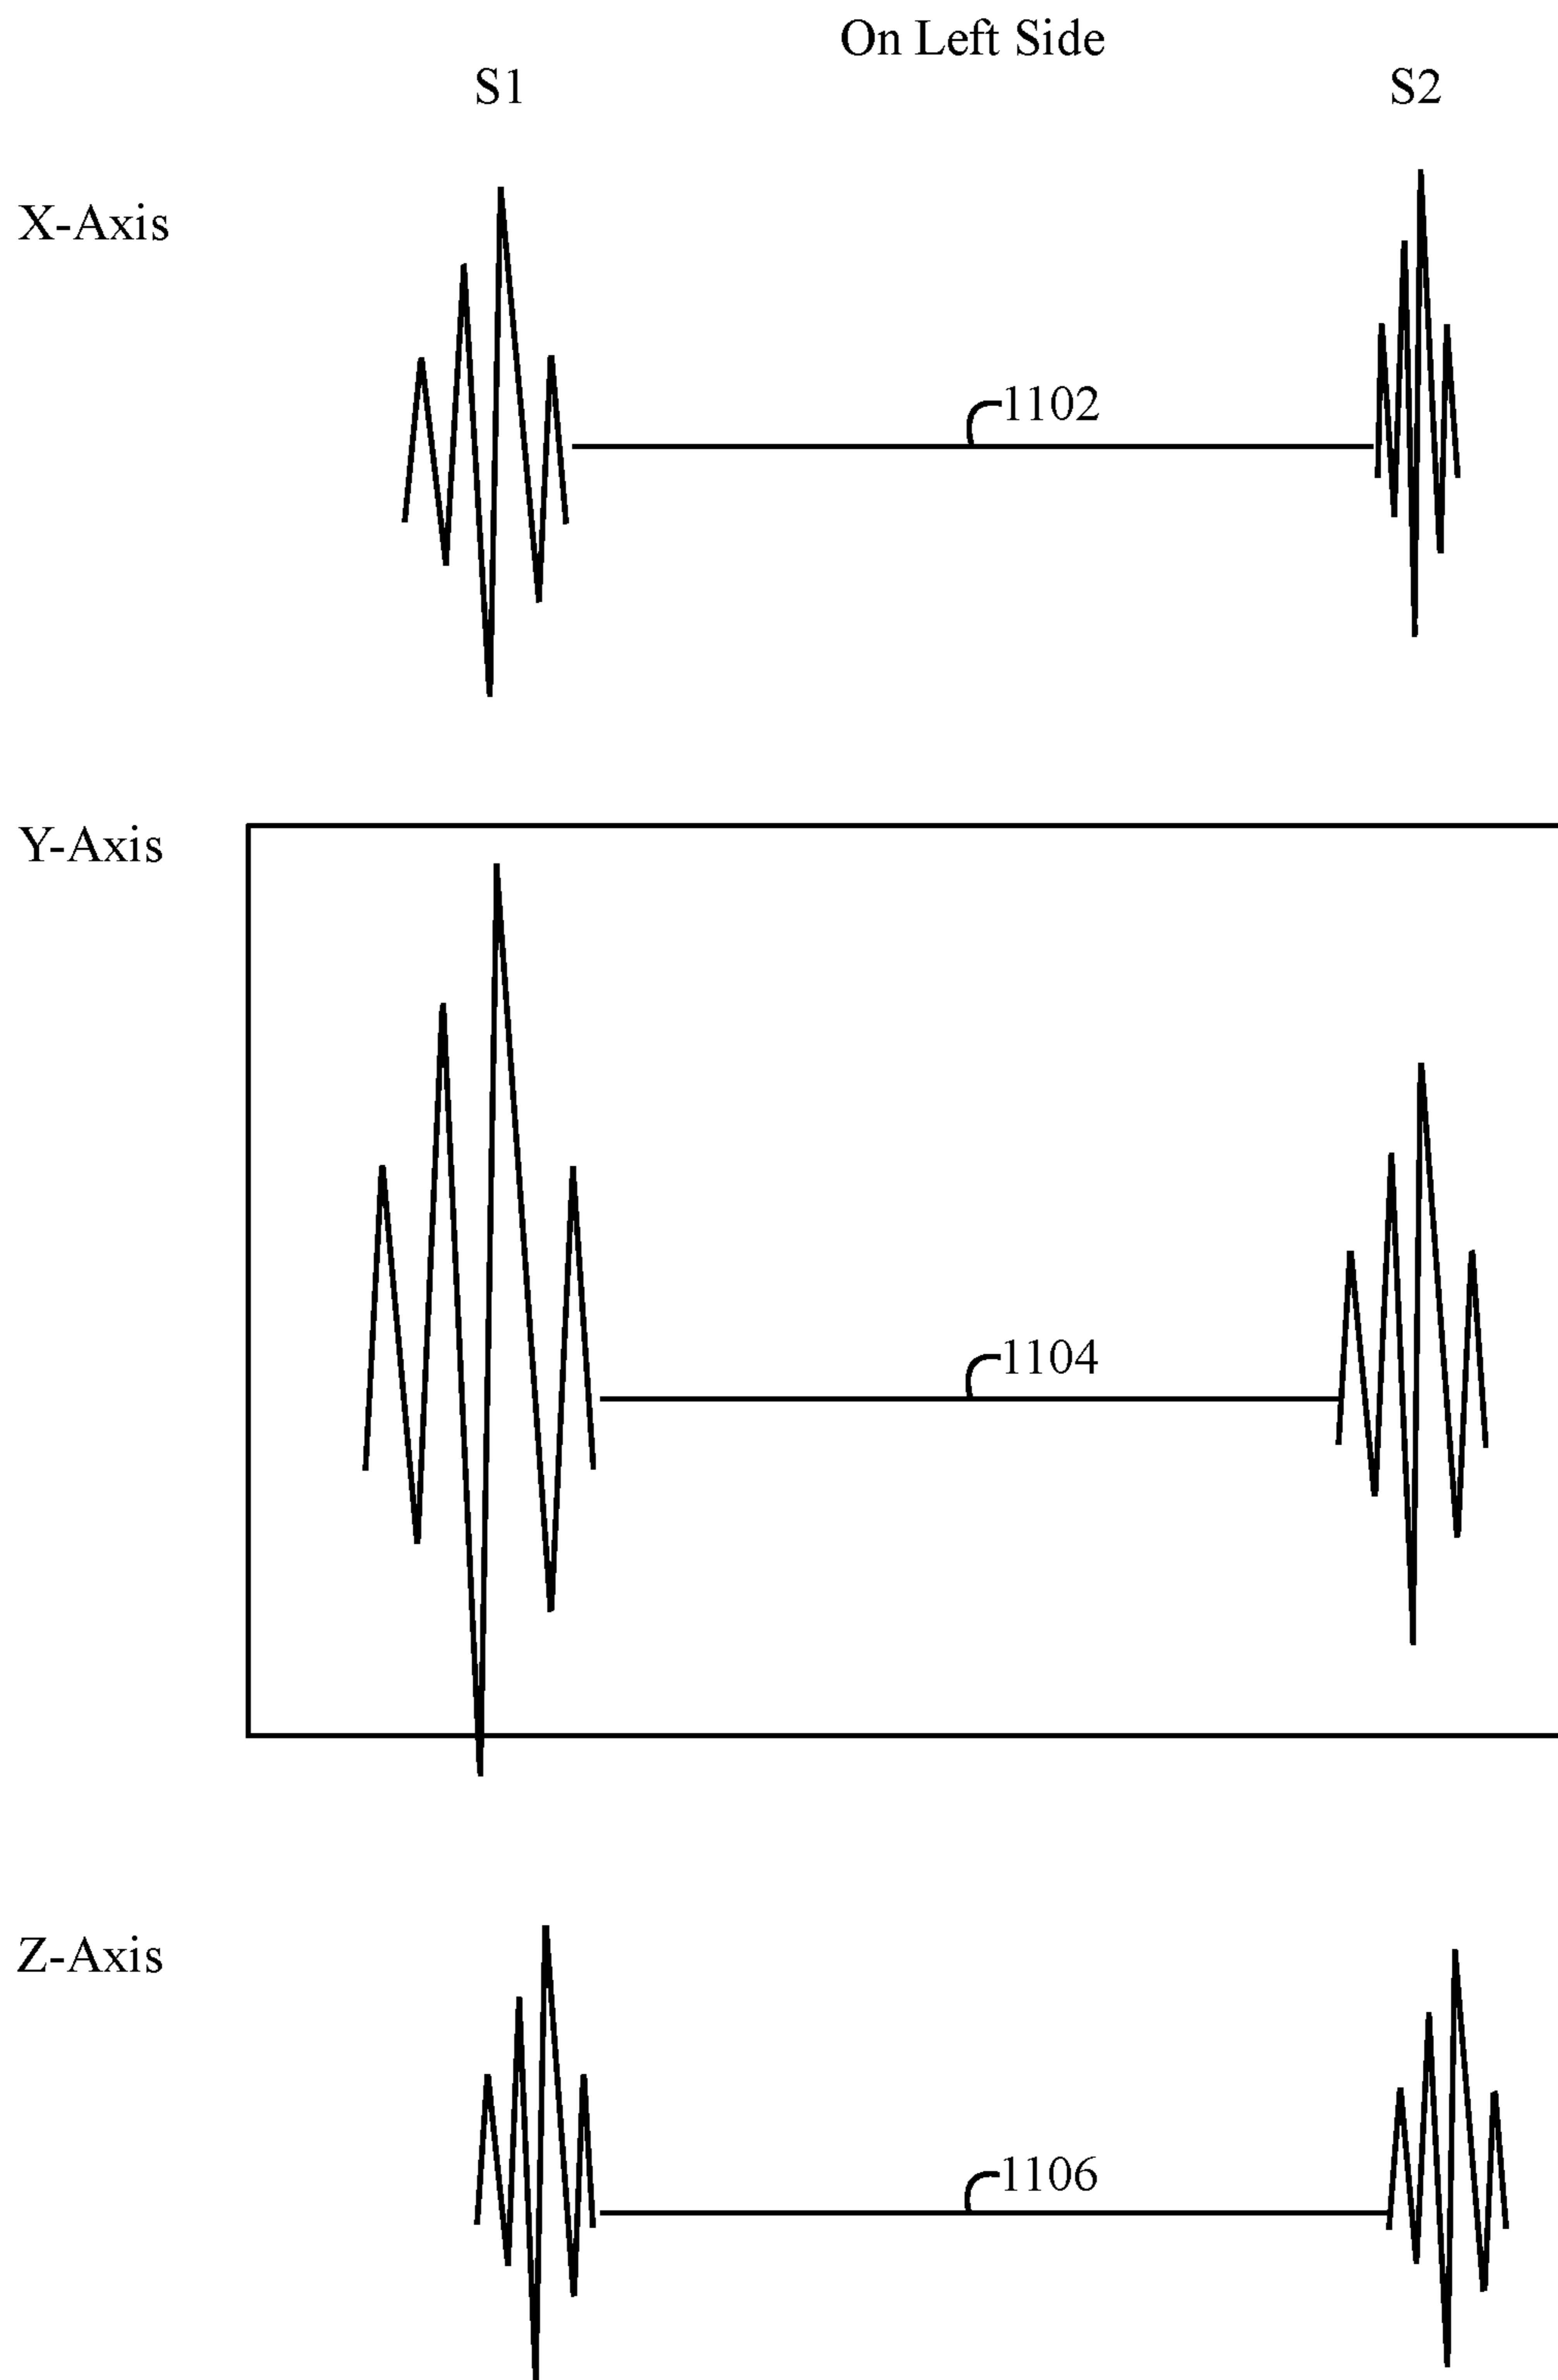 On Left Side
S1 S2
X-Axis
1102
Y-Axis
1104
Z-Axis
1106